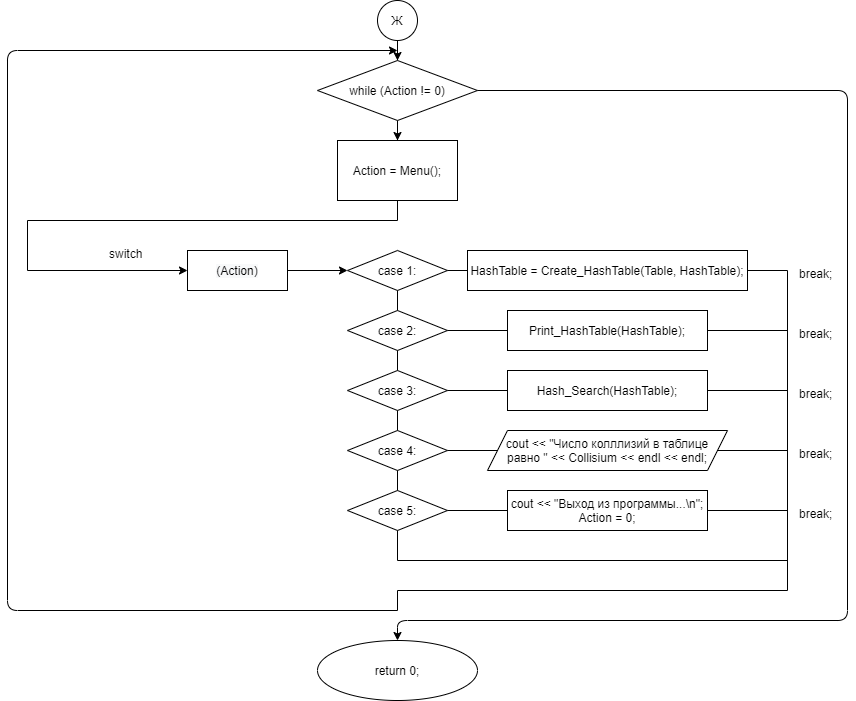 Ж
while (Action != 0)
Action = Menu();
switch
(Action)
case 1:
HashTable = Create_HashTable(Table, HashTable);
break;
case 2:
Print_HashTable(HashTable);
break;
case 3:
Hash_Search(HashTable);
break;
case 4:
cout << "Число колллизий в таблице
равно " << Collisium << endl << endl;
break;
case 5:
cout << "Выход из программы...\n";
Action = 0;
break;
return 0;